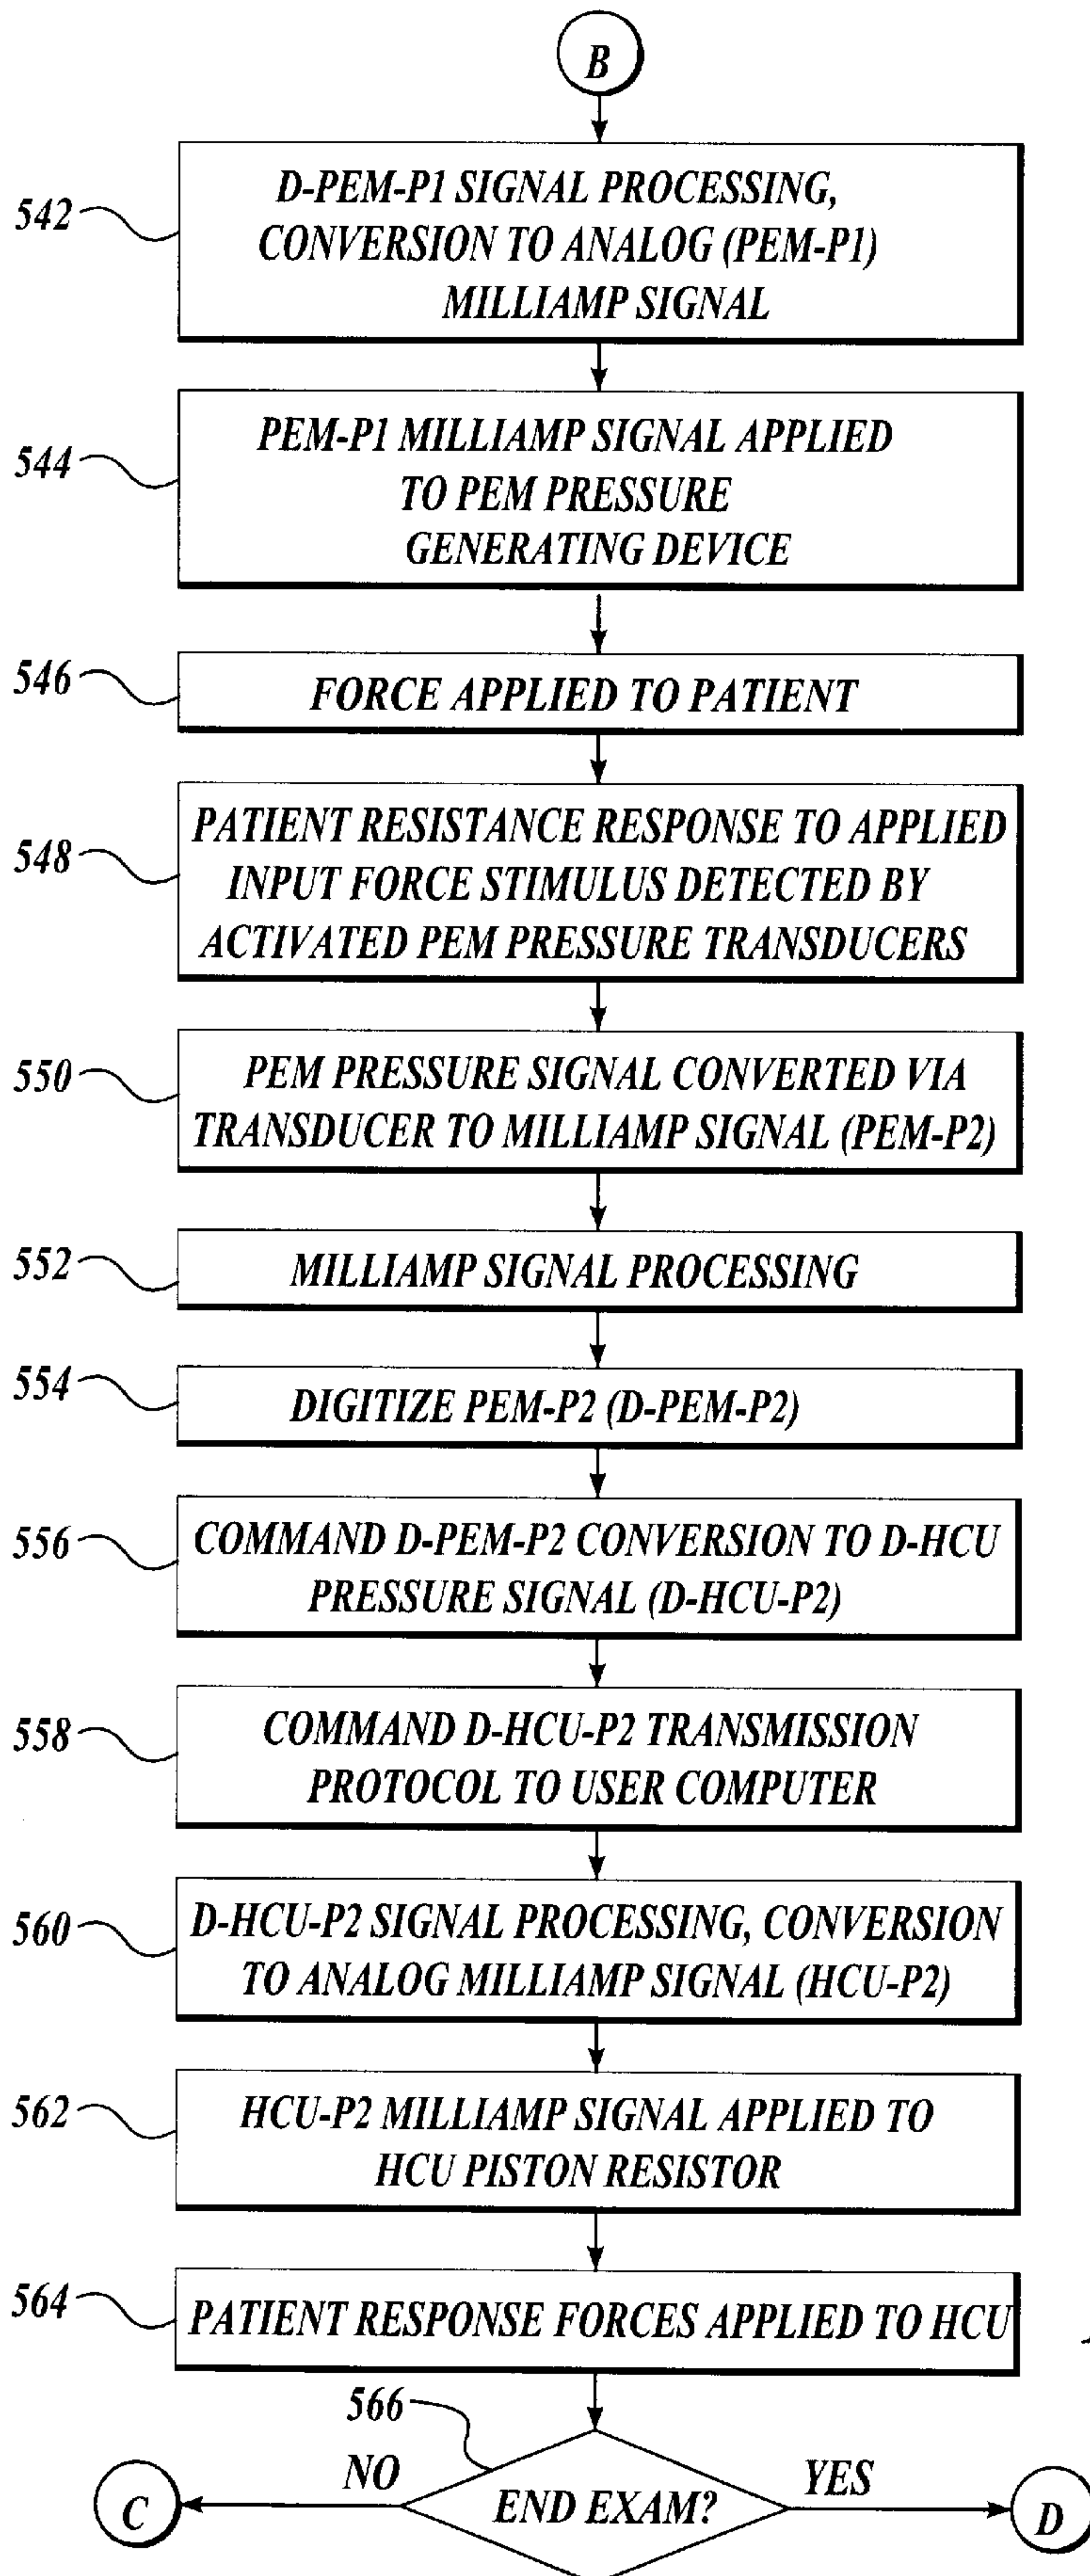 B
542
D-PEM-P1 SIGNAL PROCESSING,
CONVERSION TO ANALOG (PEM-P1)
MILLIAMP SIGNAL
544
PEM-P1 MILLIAMP SIGNAL APPLIED
TO PEM PRESSURE
GENERATING DEVICE
546
FORCE APPLIED TO PATIENT
548
PATIENT RESISTANCE RESPONSE TO APPLIED
INPUT FORCE STIMULUS DETECTED BY
ACTIVATED PEM PRESSURE TRANSDUCERS
550
PEM PRESSURE SIGNAL CONVERTED VIA
TRANSDUCER TO MILLIAMP SIGNAL (PEM-P2)
552
MILLIAMP SIGNAL PROCESSING
554
DIGITIZE PEM-P2 (D-PEM-P2)
556
COMMAND D-PEM-P2 CONVERSION TO D-HCU
PRESSURE SIGNAL (D-HCU-P2)
558
COMMAND D-HCU-P2 TRANSMISSION
PROTOCOL TO USER COMPUTER
560
D-HCU-P2 SIGNAL PROCESSING, CONVERSION
TO ANALOG MILLIAMP SIGNAL (HCU-P2)
562
HCU-P2 MILLIAMP SIGNAL APPLIED TO
HCU PISTON RESISTOR
564
PATIENT RESPONSE FORCES APPLIED TO HCU
566
NO
YES
C
END EXAM?
D